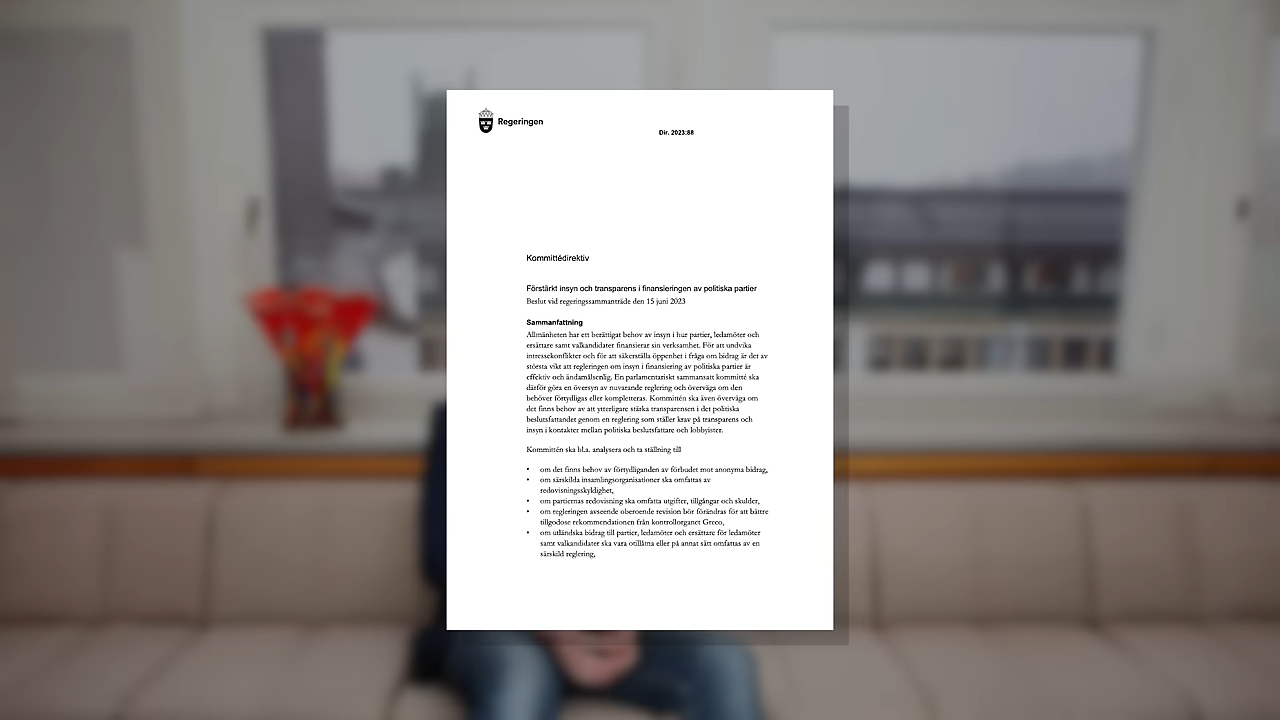 Regeringen
Dir. 2023:88
Kommittédirektiv
Förstärkt insyn och transparens i finansieringen av politiska partier
Beslut vid regeringssammanträde den 15 juni 2023
Sammanfattning
Allmänheten har ett berättigat behov av insyn i hur partier, ledamöter och
ersättare samt valkandidater finansierar sin verksamhet. För att undvika
intressekonflikter och för att säkerställa öppenhet i fråga om bidrag är det av
största vikt att regleringen om insyn i finansiering av politiska partier är
effektiv och ändamålsenlig. En parlamentariskt sammansatt kommitté ska
därför göra en översyn av nuvarande reglering och överväga om den
behöver förtydligas eller kompletteras. Kommittén ska även överväga om
det finns behov av att ytterligare stärka transparensen i det politiska
beslutsfattandet genom en reglering som ställer krav på transparens och
insyn i kontakter mellan politiska beslutsfattare och lobbyister.
Kommittén ska bl.a. analysera och ta ställning till
• om det finns behov av förtydliganden av förbudet mot anonyma bidrag,
• om särskilda insamlingsorganisationer ska omfattas av
redovisningsskyldighet,
• om partiernas redovisning ska omfatta utgifter, tillgångar och skulder,
• om regleringen avseende oberoende revision bör förändras för att bättre
tillgodose rekommendationen från kontrollorganet Greco,
• om utländska bidrag till partier, ledamöter och ersättare för ledamöter
samt valkandidater ska vara otillåtna eller på annat sätt omfattas av en
särskild reglering,